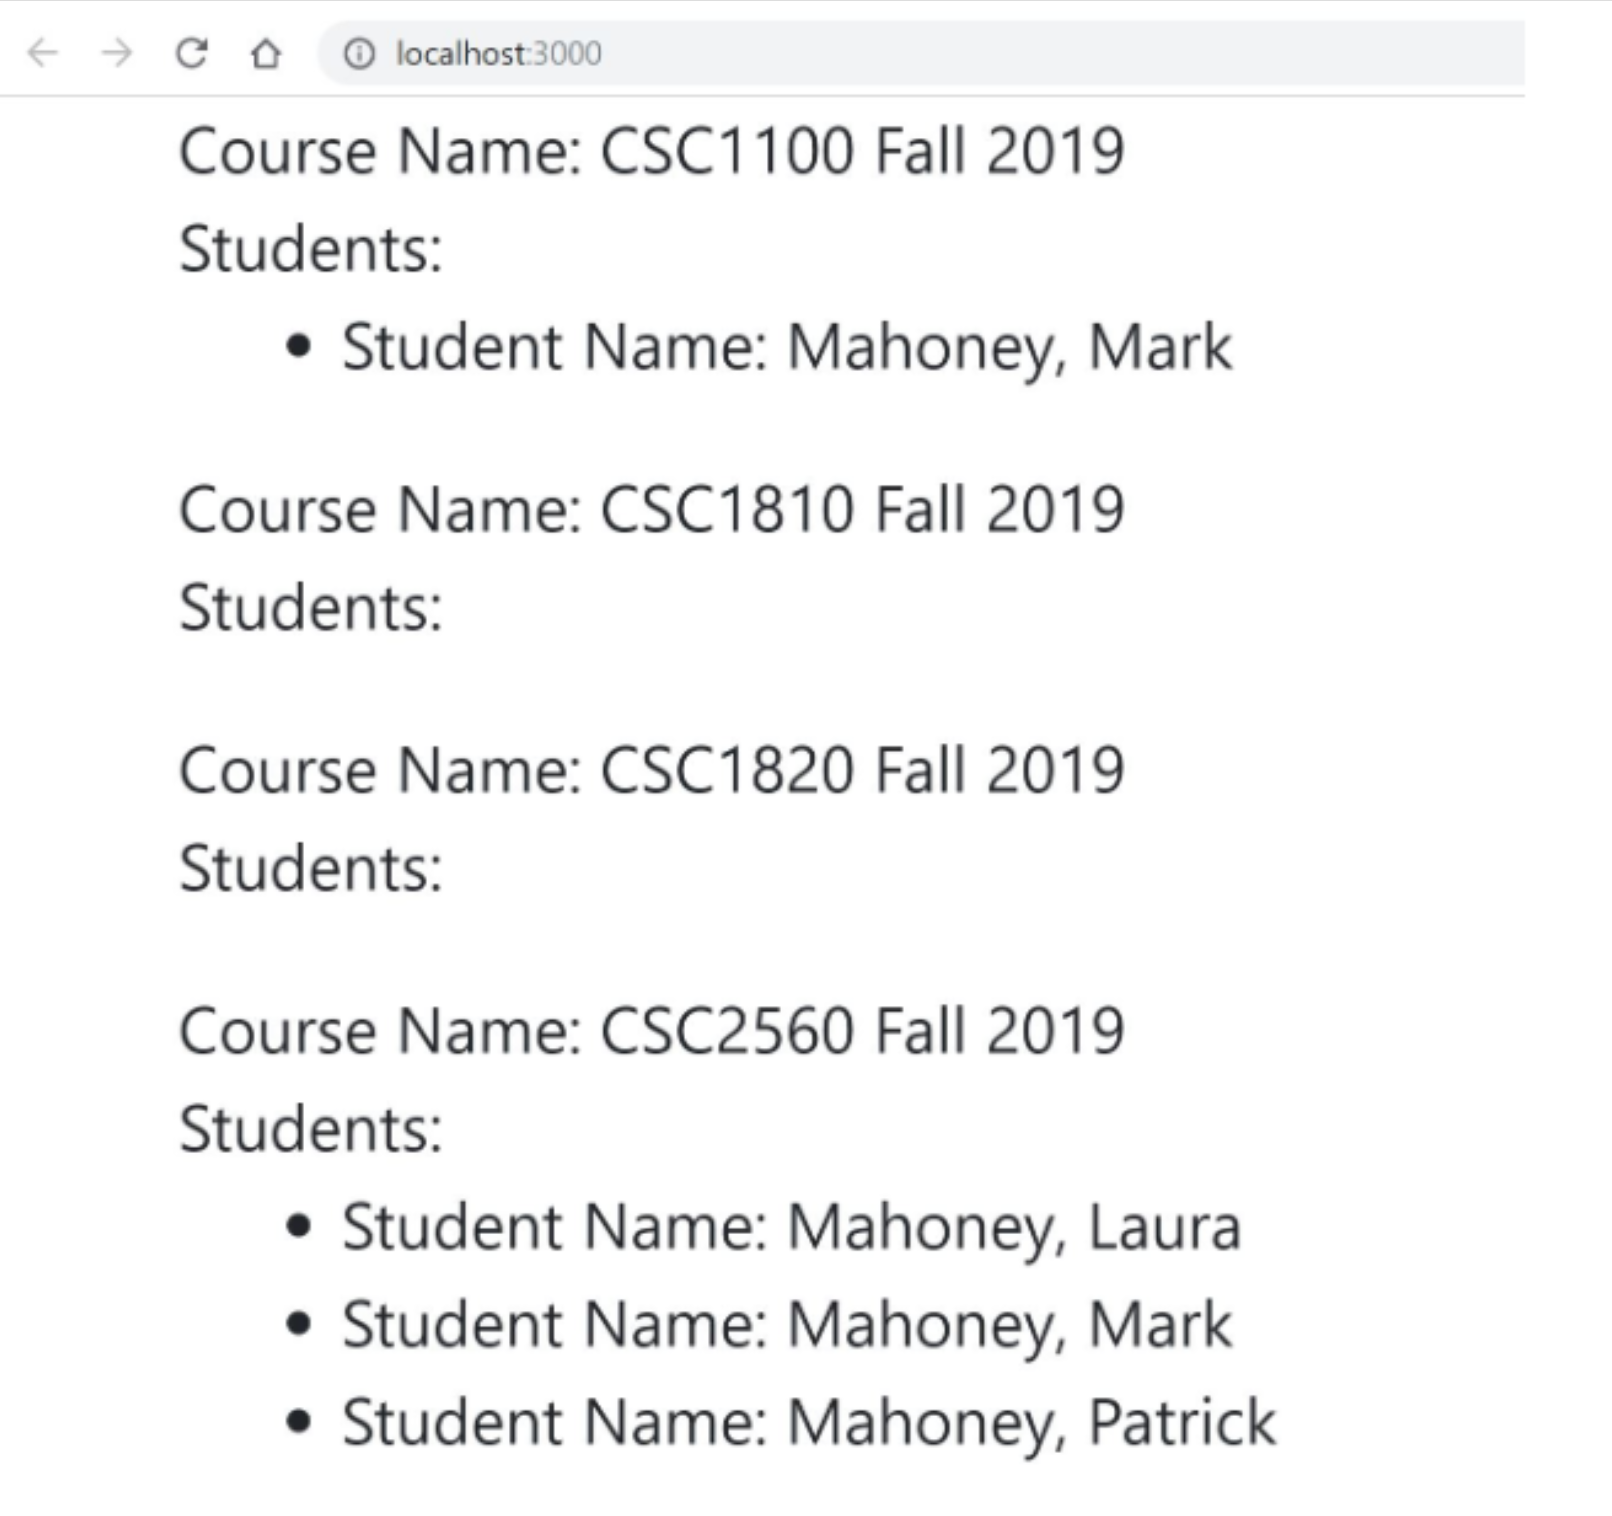 localhost:3000
Course Name: CSC1100 Fall 2019
Students:
• Student Name: Mahoney, Mark
Course Name: CSC1810 Fall 2019
Students:
Course Name: CSC1820 Fall 2019
Students:
Course Name: CSC2560 Fall 2019
Students:
• Student Name: Mahoney, Laura
• Student Name: Mahoney, Mark
• Student Name: Mahoney, Patrick